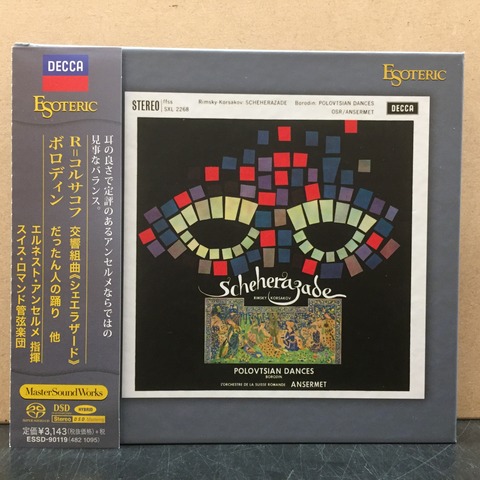 DECCA
ESOTERIC
耳の良さで定評のあるアンセルメならではの
見事なバランス。
R=コルサコフ
ボロディン
交響組曲《シェエラザード》
だったん人の踊り 他
エルネスト・アンセルメ 指揮
スイス・ロマンド管弦楽団
MasterSoundWorks
DSD
HYBRID
Stereo
定価¥3,143(税抜価格)+税
ESSD-90119 (482 1095)
ESOTERIC
STEREO
ffss
SXL 2268
Rimsky-Korsakov SCHEHERAZADE Borodin POLOVTSIAN DANCES
OSR/ANSERMET
DECCA
Scheherazade
RIMSKY KORSAKOV
POLOVTSIAN DANCES
BORODIN
L'ORCHESTRE DE LA SUISSE ROMANDE ANSERMET